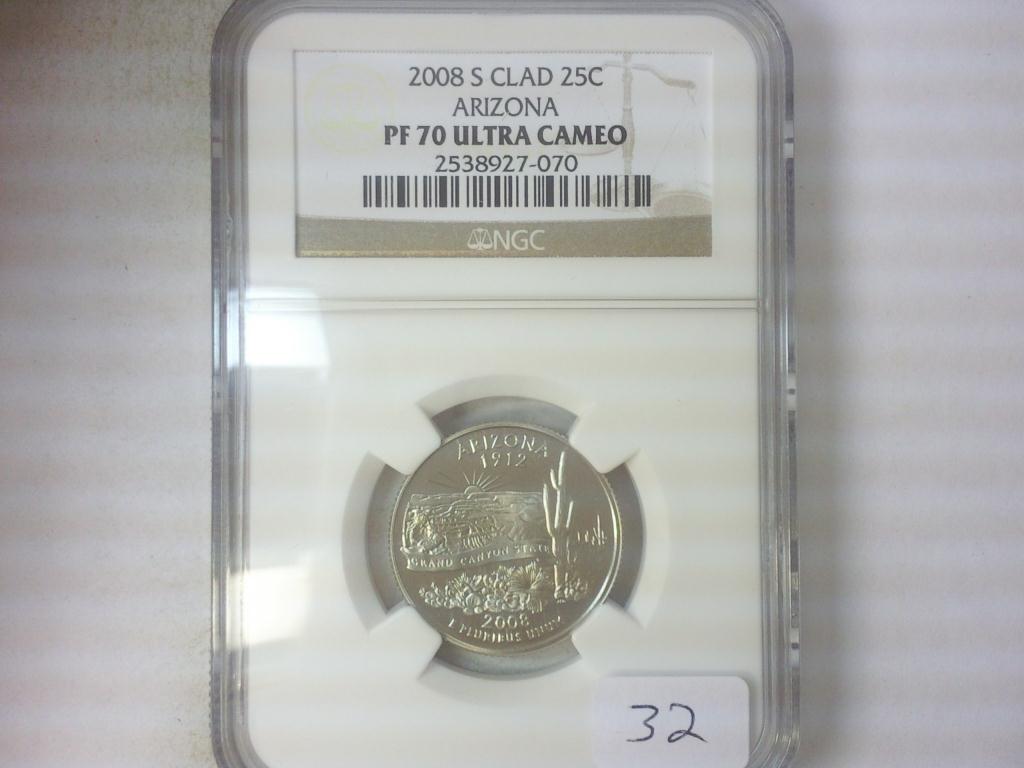 2008 S CLAD 25C
ARIZONA
PF 70 ULTRA CAMEO
2538927-070
NGC
ARIZONA
1912
GRAND CANYON STATE
2008
E PLURIBUS UNUM
32